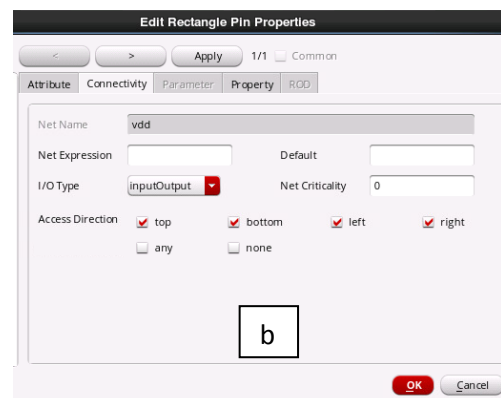 Edit Rectangle Pin Properties
< > Apply 1/1 Common
Attribute Connectivity Parameter Property ROD
Net Name vdd
Net Expression Default
I/O Type inputOutput Net Criticality 0
Access Direction top bottom left right
any none
b
OK Cancel